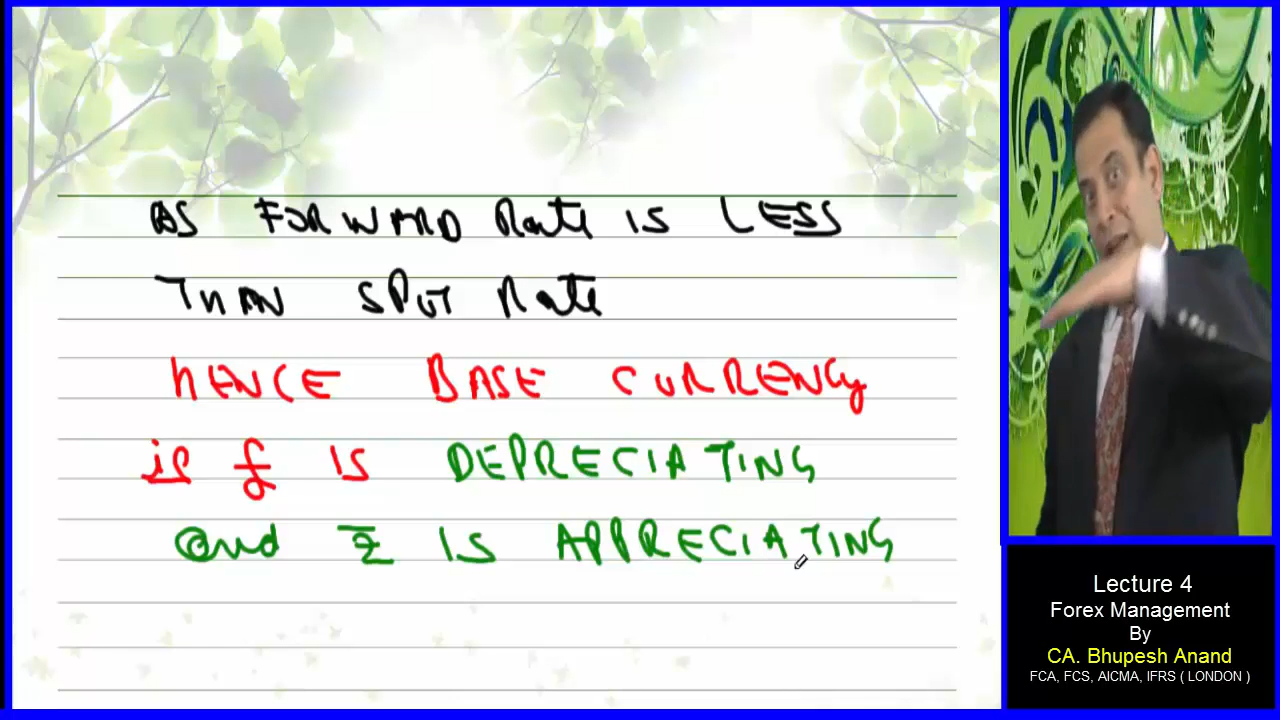 AS FORWARD Rate IS LESS
THAN SPOT Rate
HENCE BASE CURRENCY
ie £ IS DEPRECIATING
and ₹ IS APPRECIATING
Lecture 4
Forex Management
By
CA. Bhupesh Anand
FCA, FCS, AICMA, IFRS ( LONDON )